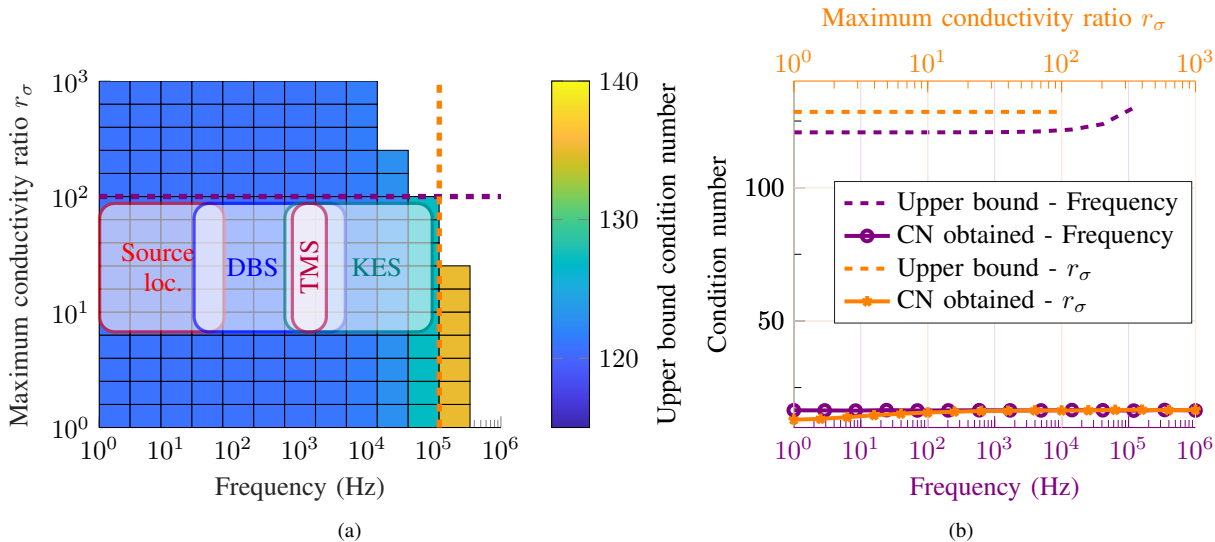 Maximum conductivity ratio r_σ
10^3
10^2
10^1
10^0
Source
loc.
DBS
TMS
KES
10^0 10^1 10^2 10^3 10^4 10^5 10^6
Frequency (Hz)
140
130
120
Upper bound condition number
(a)
Maximum conductivity ratio r_σ
10^0 10^1 10^2 10^3
Condition number
100
50
Upper bound - Frequency
CN obtained - Frequency
Upper bound - r_σ
CN obtained - r_σ
10^0 10^1 10^2 10^3 10^4 10^5 10^6
Frequency (Hz)
(b)